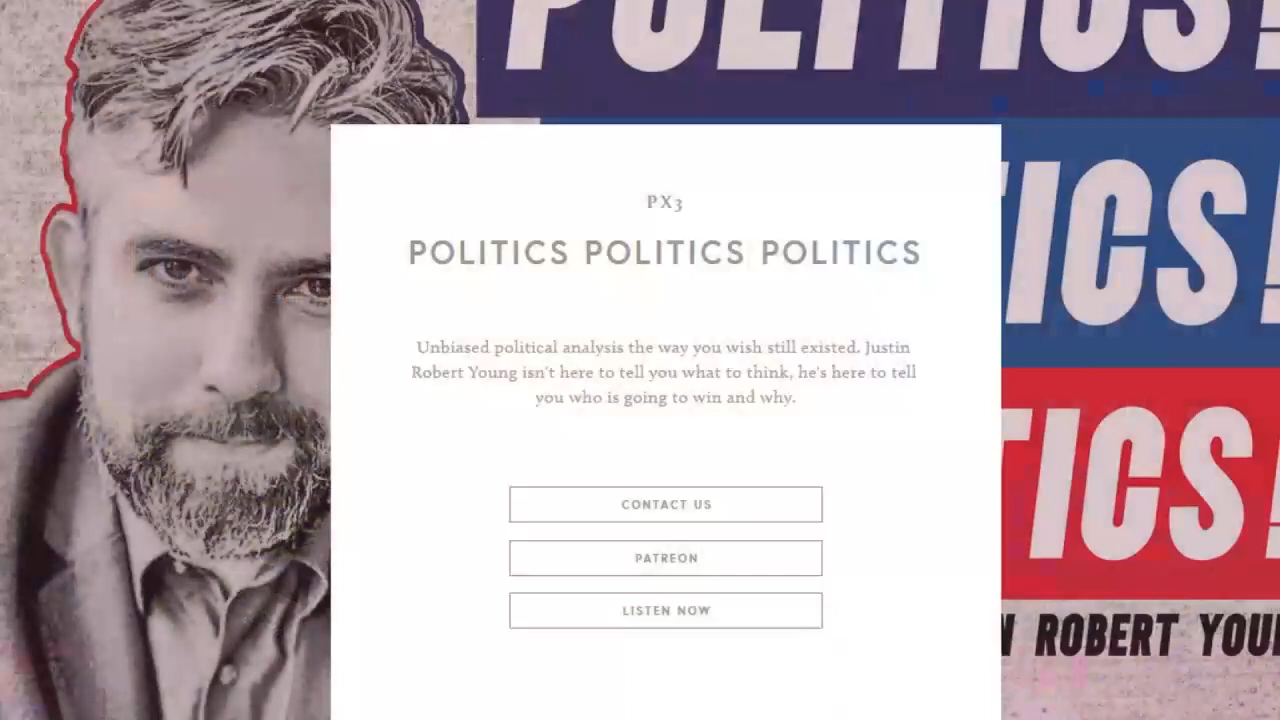 POLITICS!
PX3
POLITICS POLITICS POLITICS
TICS!
Unbiased political analysis the way you wish still existed. Justin
Robert Young isn't here to tell you what to think, he's here to tell
you who is going to win and why.
TICS!
CONTACT US
PATREON
LISTEN NOW
N ROBERT YOUN